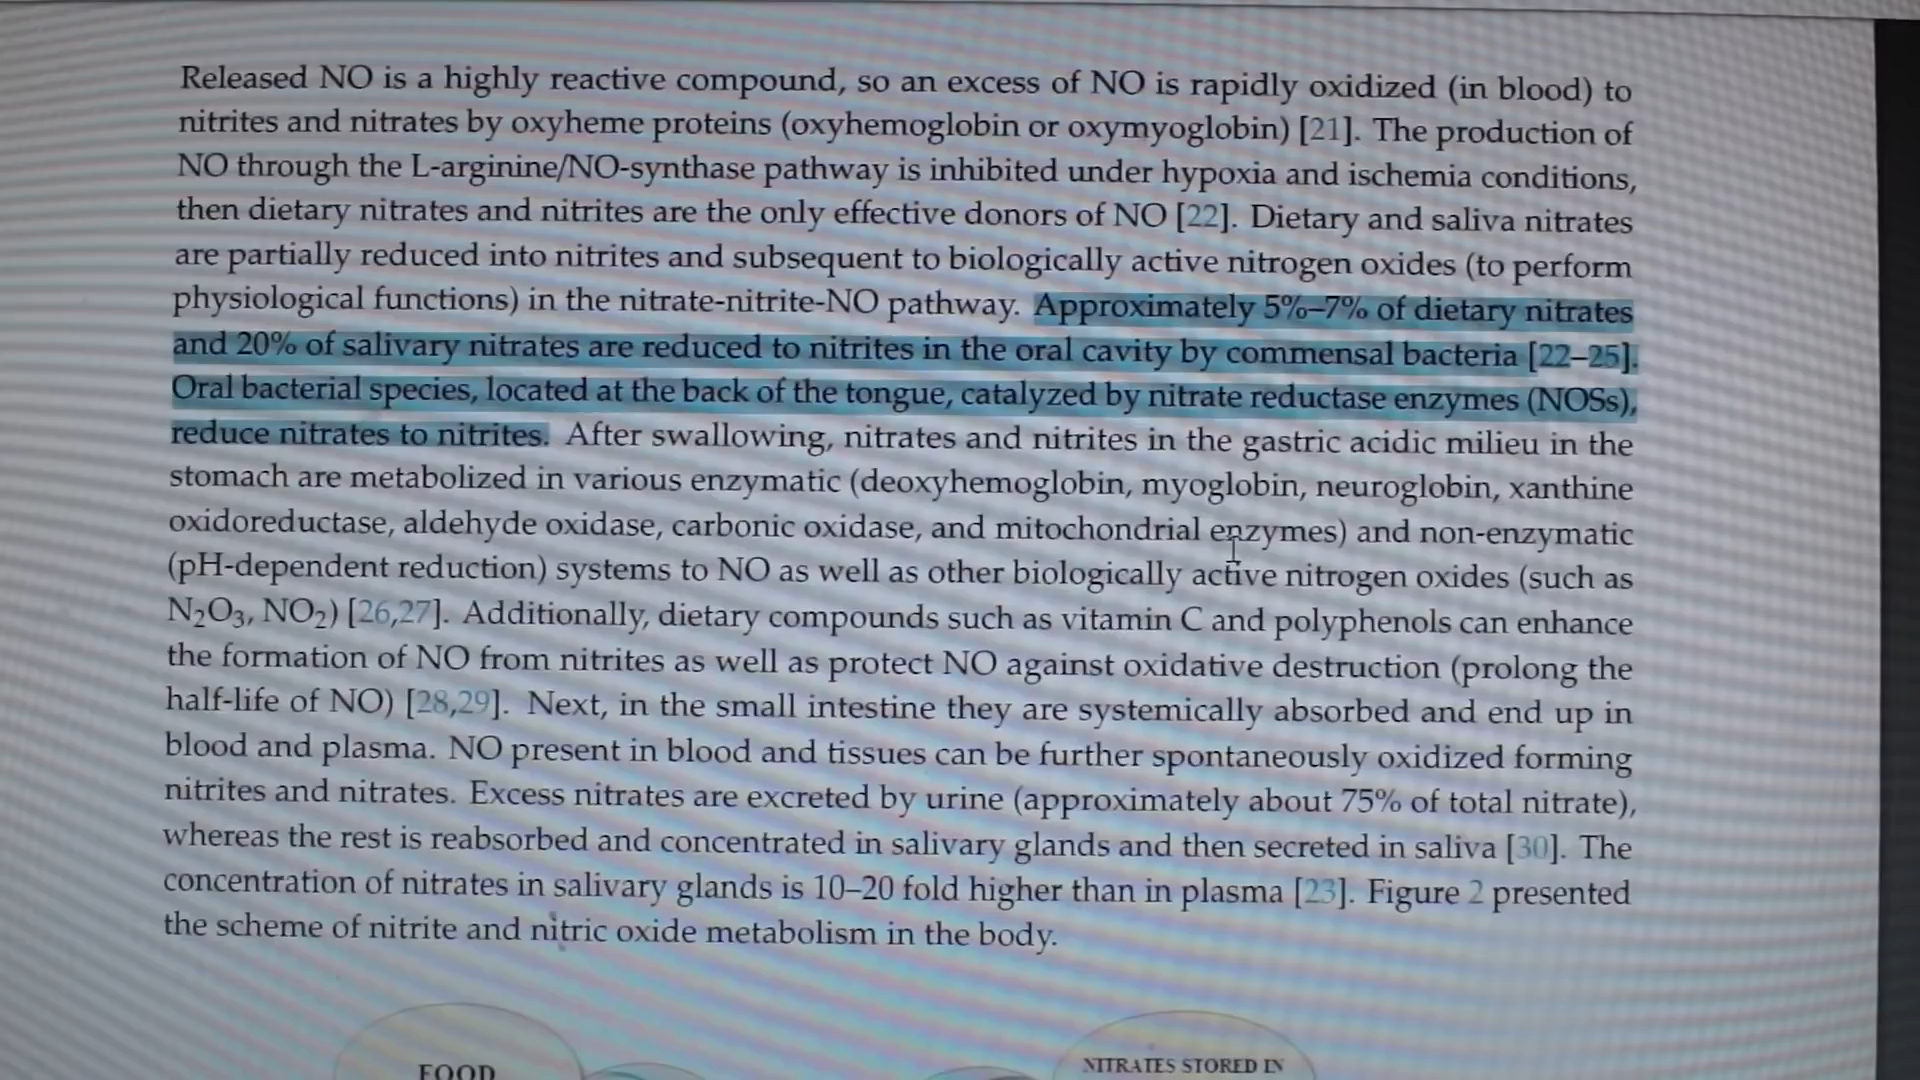 Released NO is a highly reactive compound, so an excess of NO is rapidly oxidized (in blood) to
nitrites and nitrates by oxyheme proteins (oxyhemoglobin or oxymyoglobin) [21]. The production of
NO through the L-arginine/NO-synthase pathway is inhibited under hypoxia and ischemia conditions,
then dietary nitrates and nitrites are the only effective donors of NO [22]. Dietary and saliva nitrates
are partially reduced into nitrites and subsequent to biologically active nitrogen oxides (to perform
physiological functions) in the nitrate-nitrite-NO pathway. Approximately 5%–7% of dietary nitrates
and 20% of salivary nitrates are reduced to nitrites in the oral cavity by commensal bacteria [22–25].
Oral bacterial species, located at the back of the tongue, catalyzed by nitrate reductase enzymes (NOSs),
reduce nitrates to nitrites. After swallowing, nitrates and nitrites in the gastric acidic milieu in the
stomach are metabolized in various enzymatic (deoxyhemoglobin, myoglobin, neuroglobin, xanthine
oxidoreductase, aldehyde oxidase, carbonic oxidase, and mitochondrial enzymes) and non-enzymatic
(pH-dependent reduction) systems to NO as well as other biologically active nitrogen oxides (such as
N₂O₃, NO₂) [26,27]. Additionally, dietary compounds such as vitamin C and polyphenols can enhance
the formation of NO from nitrites as well as protect NO against oxidative destruction (prolong the
half-life of NO) [28,29]. Next, in the small intestine they are systemically absorbed and end up in
blood and plasma. NO present in blood and tissues can be further spontaneously oxidized forming
nitrites and nitrates. Excess nitrates are excreted by urine (approximately about 75% of total nitrate),
whereas the rest is reabsorbed and concentrated in salivary glands and then secreted in saliva [30]. The
concentration of nitrates in salivary glands is 10–20 fold higher than in plasma [23]. Figure 2 presented
the scheme of nitrite and nitric oxide metabolism in the body.
FOOD
NITRATES STORED IN